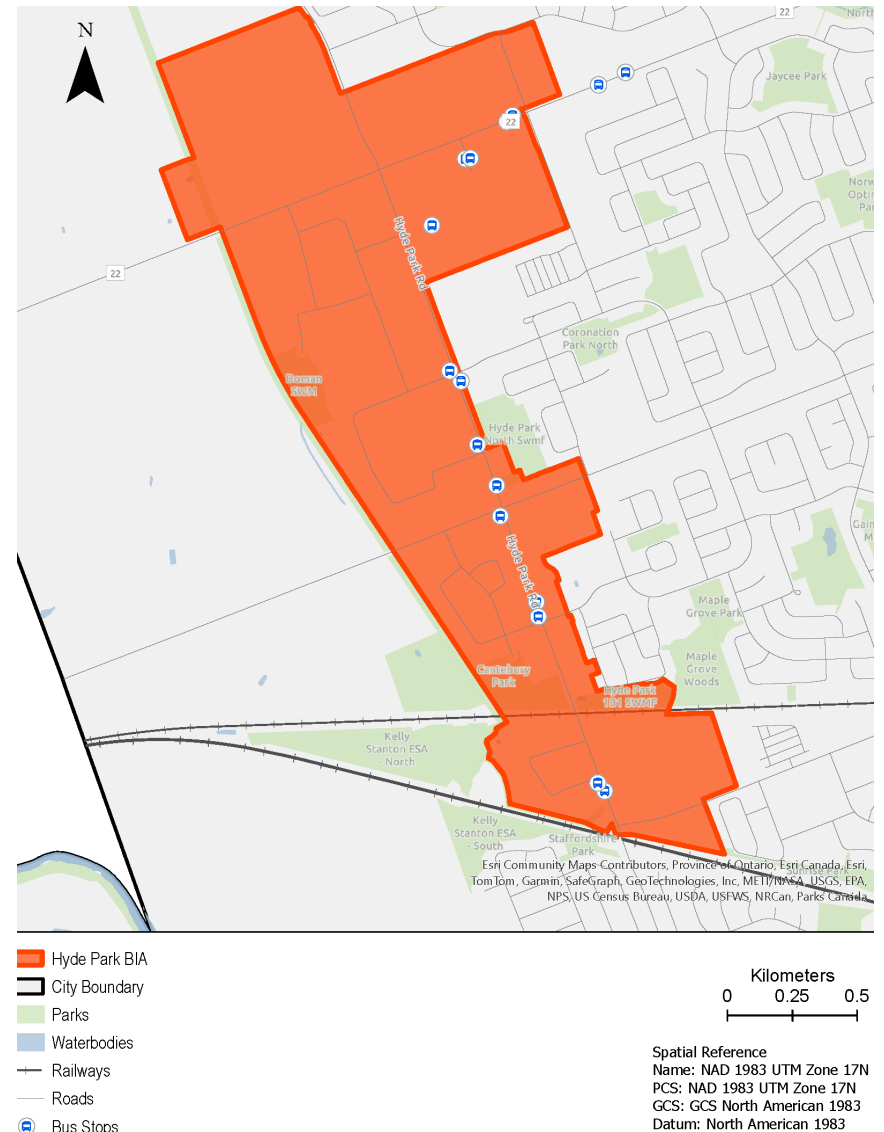 N
22
North
Jaycee Park
22
Norw
Optim
Par
Hyde Park Rd
22
Coronation
Park North
Doman
SWM
Hyde Park
North Swmf
Gain
M
Hyde Park Rd
Maple
Grove Park
Maple
Grove
Woods
Cantebury
Park
Hyde Park
1B1 SWMF
Kelly
Stanton ESA
- North
Kelly
Stanton ESA
- South
Staffordshire
Park
Sunrise Park
Esri Community Maps Contributors, Province of Ontario, Esri Canada, Esri,
TomTom, Garmin, SafeGraph, GeoTechnologies, Inc, METI/NASA, USGS, EPA,
NPS, US Census Bureau, USDA, USFWS, NRCan, Parks Canada
Hyde Park BIA
City Boundary
Parks
Waterbodies
Railways
Roads
Bus Stops
Kilometers
0 0.25 0.5
Spatial Reference
Name: NAD 1983 UTM Zone 17N
PCS: NAD 1983 UTM Zone 17N
GCS: GCS North American 1983
Datum: North American 1983